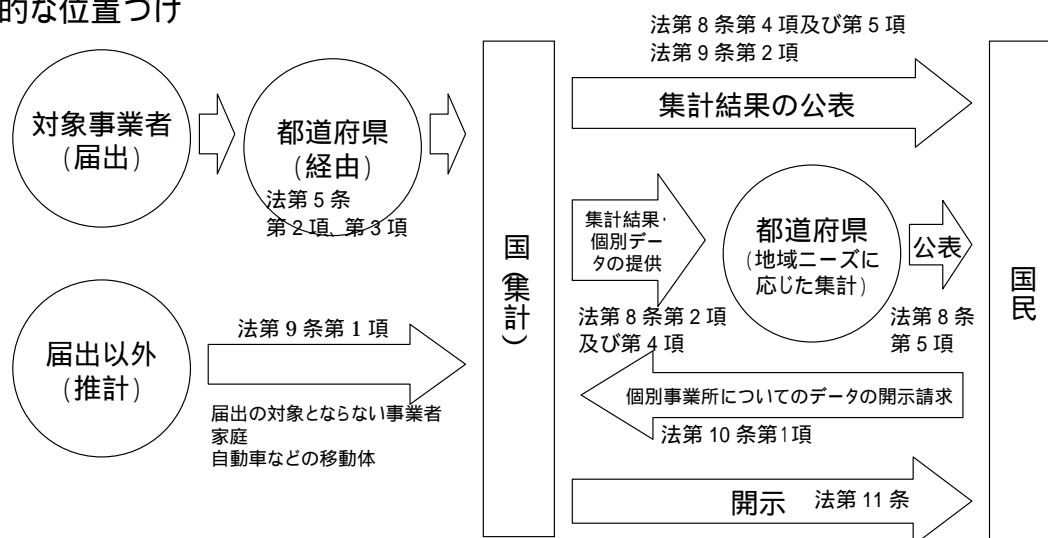 的な位置づけ
対象事業者
(届出)
都道府県
(経由)
法第5条
第2項、第3項
届出以外
(推計)
法第9条第1項
届出の対象とならない事業者
家庭
自動車などの移動体
国(集計)
法第8条第4項及び第5項
法第9条第2項
集計結果の公表
集計結果・
個別デー
タの提供
法第8条第2項
及び第4項
都道府県
(地域ニーズに
応じた集計)
公表
法第8条
第5項
個別事業所についてのデータの開示請求
法第10条第1項
開示 法第11条
国民